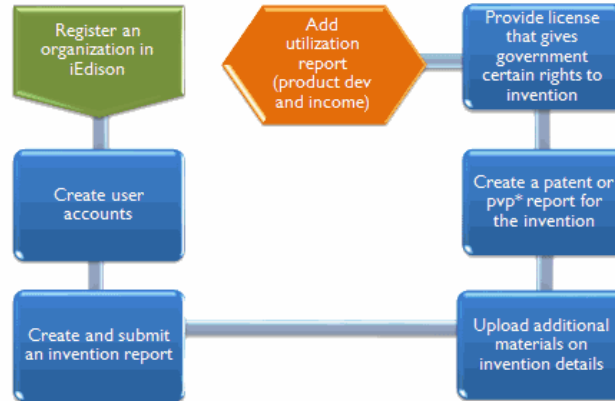 Register an
organization in
iEdison
Create user
accounts
Create and submit
an invention report
Upload additional
materials on
invention details
Create a patent or
pvp* report for
the invention
Provide license
that gives
government
certain rights to
invention
Add
utilization
report
(product dev
and income)